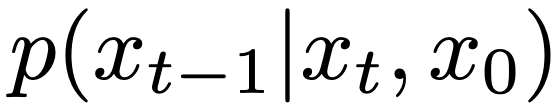 p(x_{t-1}|x_t, x_0)